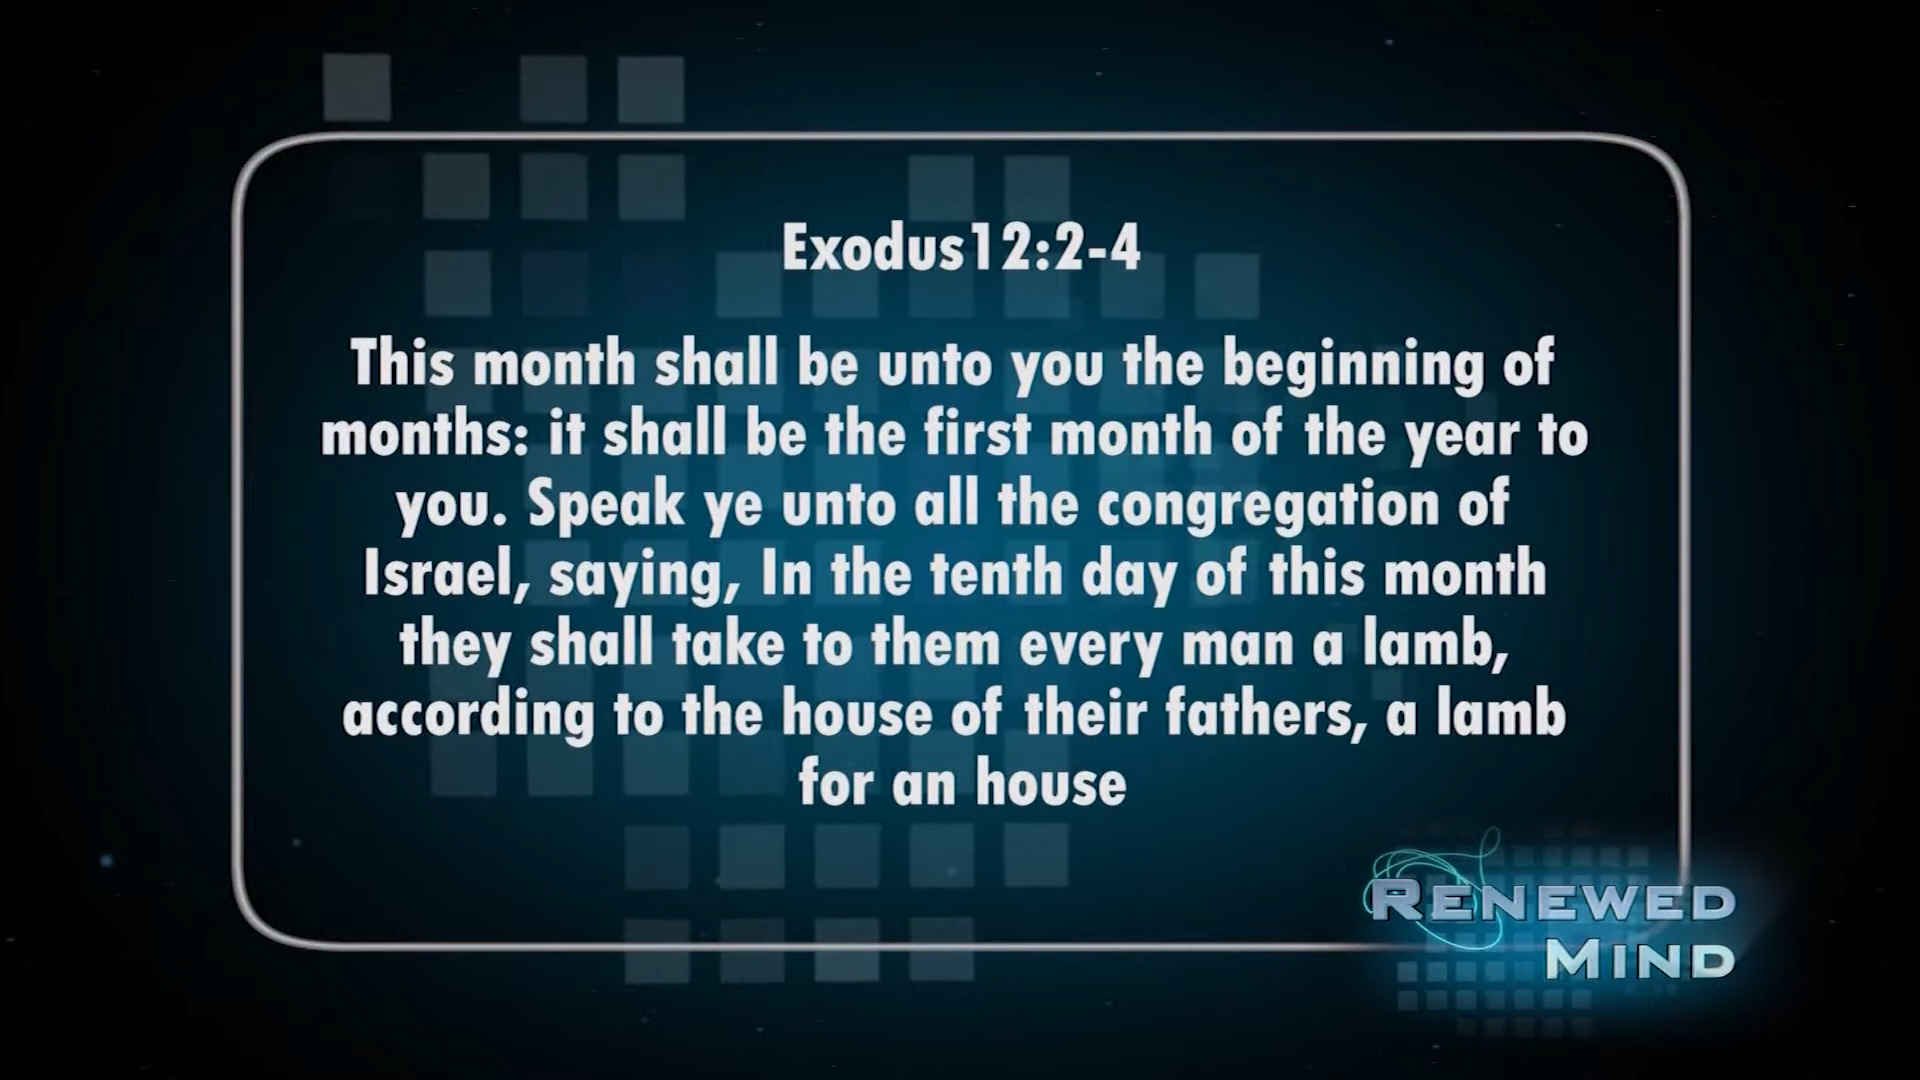 Exodus12:2-4
This month shall be unto you the beginning of
months: it shall be the first month of the year to
you. Speak ye unto all the congregation of
Israel, saying, In the tenth day of this month
they shall take to them every man a lamb,
according to the house of their fathers, a lamb
for an house
RENEWED
MIND